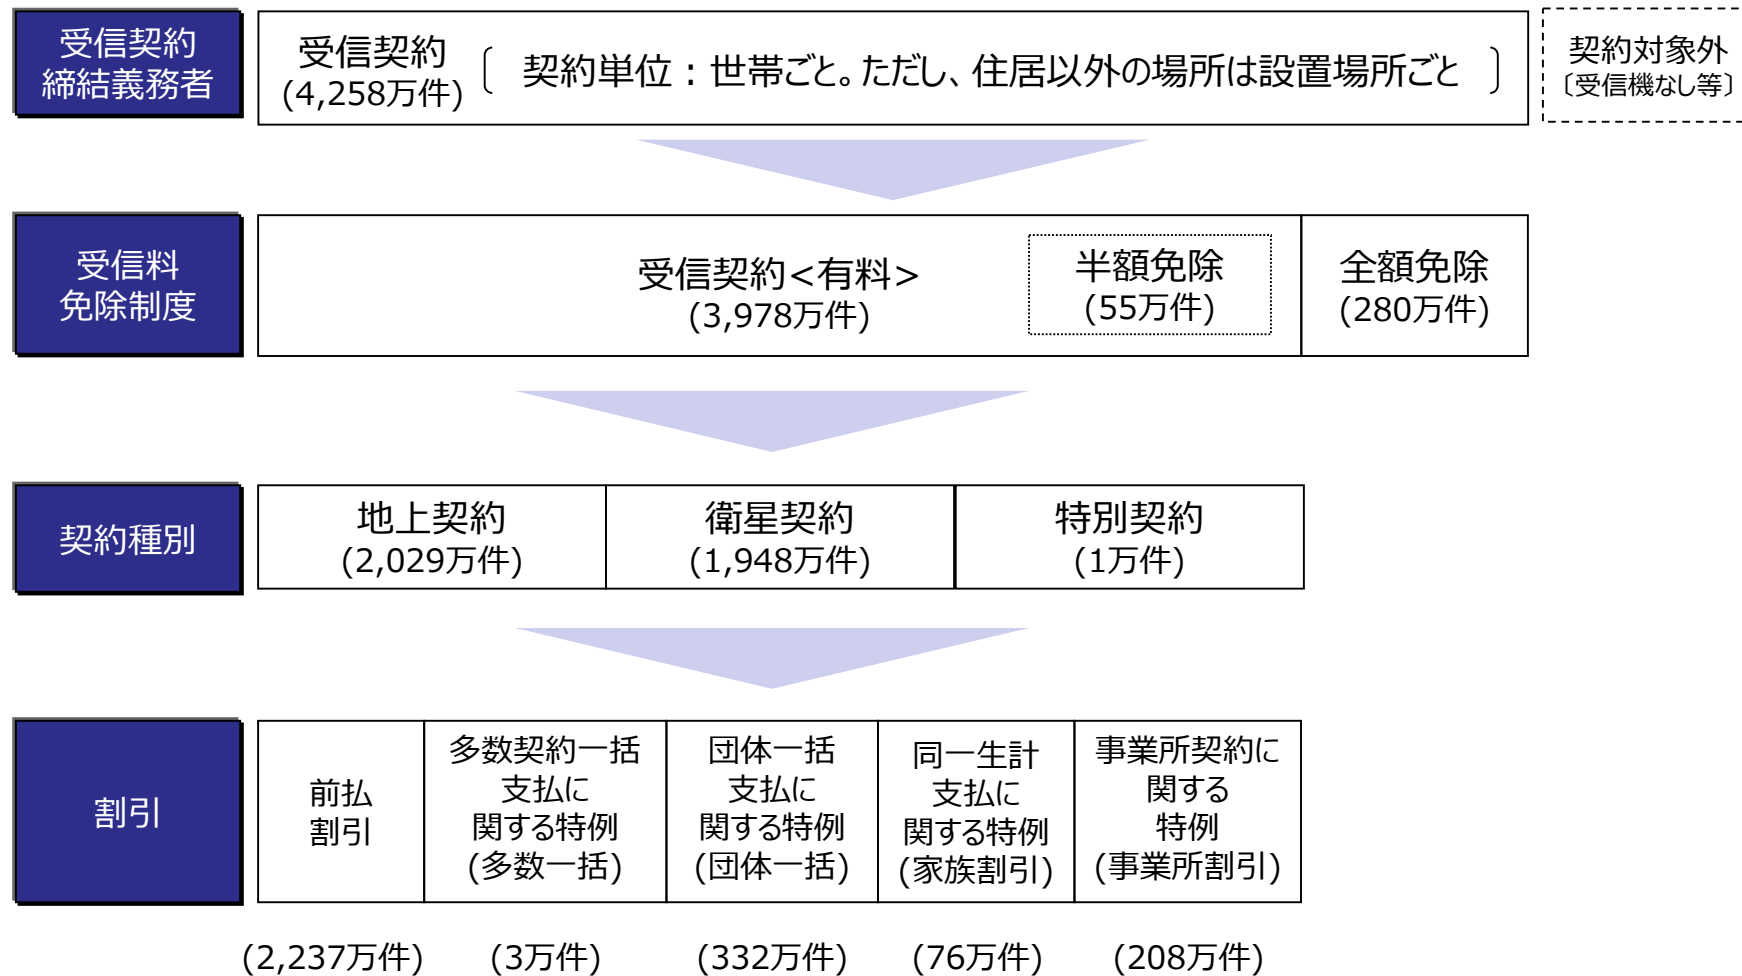 受信契約
締結義務者
受信契約
(4,258万件)
契約単位：世帯ごと。ただし、住居以外の場所は設置場所ごと
契約対象外
〔受信機なし等〕
受信料
免除制度
受信契約<有料>
(3,978万件)
半額免除
(55万件)
全額免除
(280万件)
契約種別
地上契約
(2,029万件)
衛星契約
(1,948万件)
特別契約
(1万件)
割引
前払
割引
多数契約一括
支払に
関する特例
(多数一括)
団体一括
支払に
関する特例
(団体一括)
同一生計
支払に
関する特例
(家族割引)
事業所契約に
関する
特例
(事業所割引)
(2,237万件)
(3万件)
(332万件)
(76万件)
(208万件)